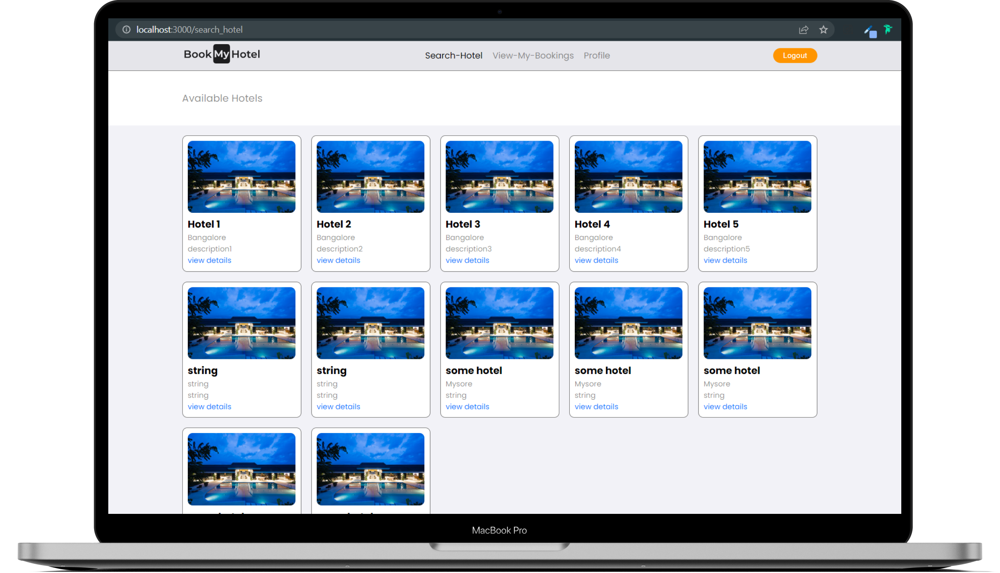 localhost:3000/search_hotel
BookMyHotel
Search-Hotel View-My-Bookings Profile
Logout
Available Hotels
Hotel 1
Bangalore
description1
view details
Hotel 2
Bangalore
description2
view details
Hotel 3
Bangalore
description3
view details
Hotel 4
Bangalore
description4
view details
Hotel 5
Bangalore
description5
view details
string
string
string
view details
string
string
string
view details
some hotel
Mysore
string
view details
some hotel
Mysore
string
view details
some hotel
Mysore
string
view details
MacBook Pro